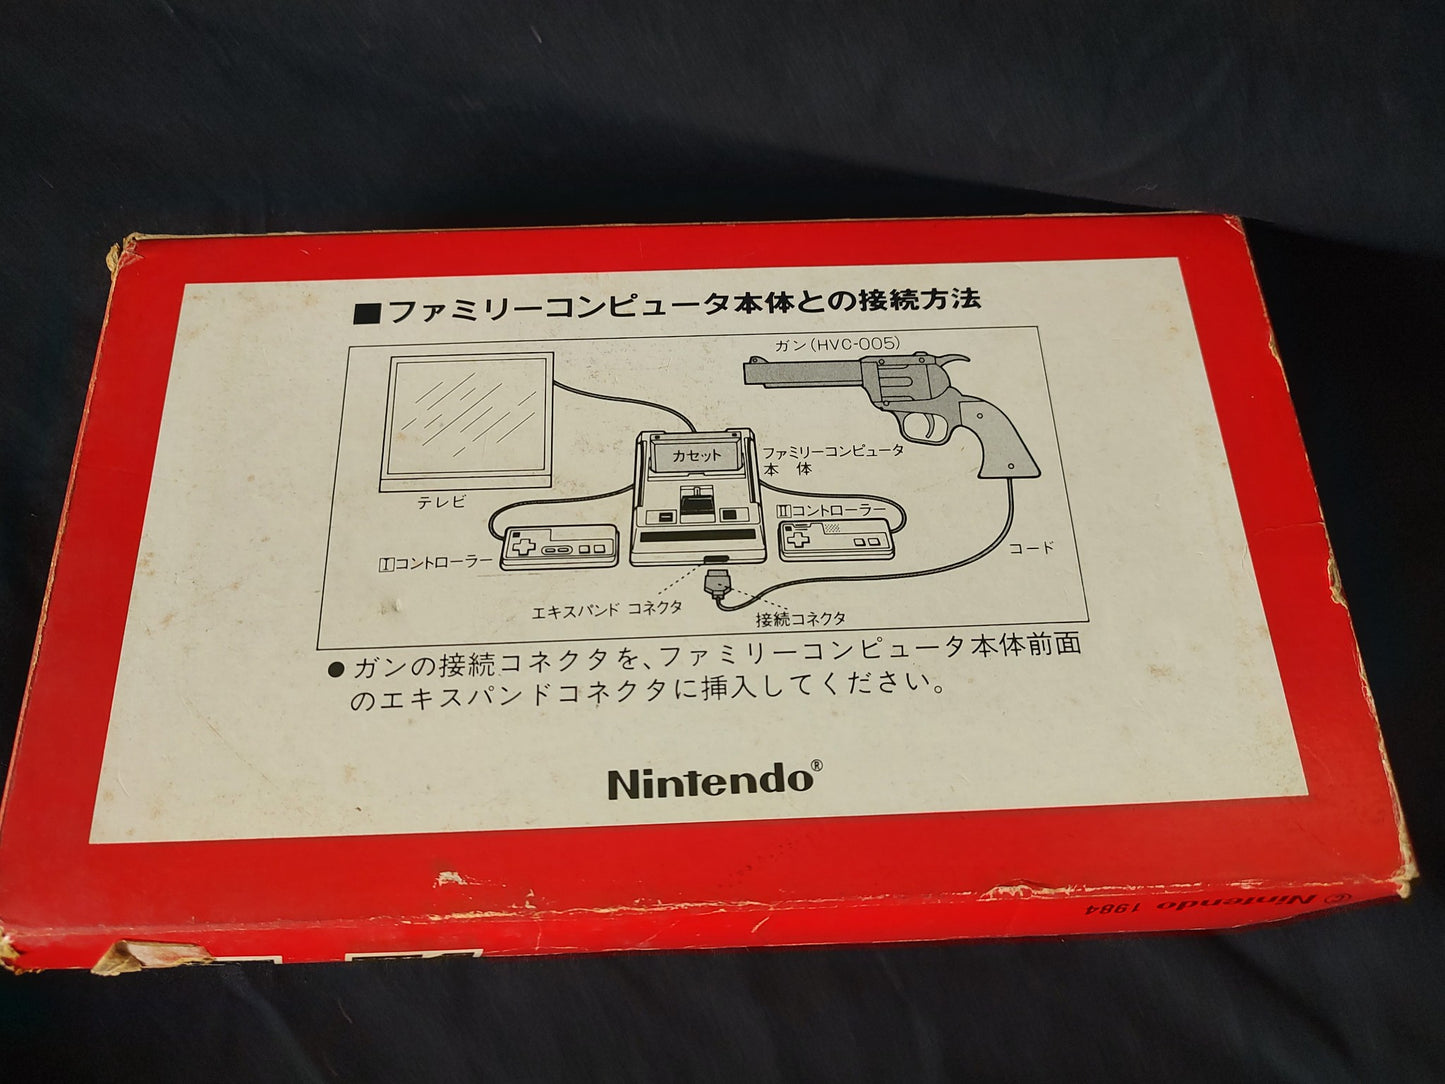 ■ファミリーコンピュータ本体との接続方法
ガン(HVC-005)
カセット
ファミリーコンピュータ
本 体
テレビ
IIコントローラー
Iコントローラー
コード
エキスパンド コネクタ
接続コネクタ
●ガンの接続コネクタを、ファミリーコンピュータ本体前面
のエキスパンドコネクタに挿入してください。
Nintendo®
© Nintendo 1984